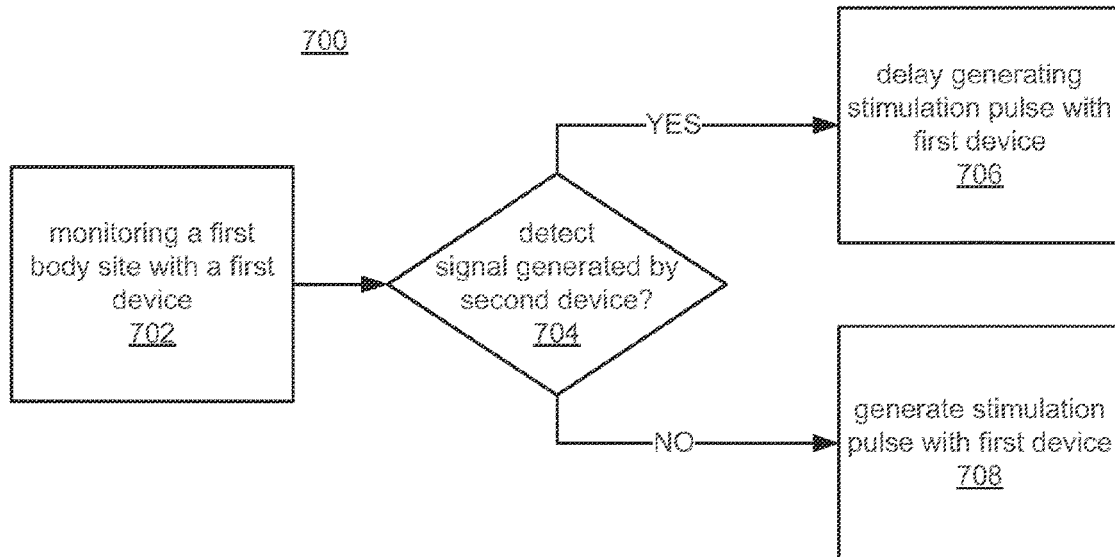 700
monitoring a first
body site with a first
device
702
detect
signal generated by
second device?
704
YES
delay generating
stimulation pulse with
first device
706
NO
generate stimulation
pulse with first device
708